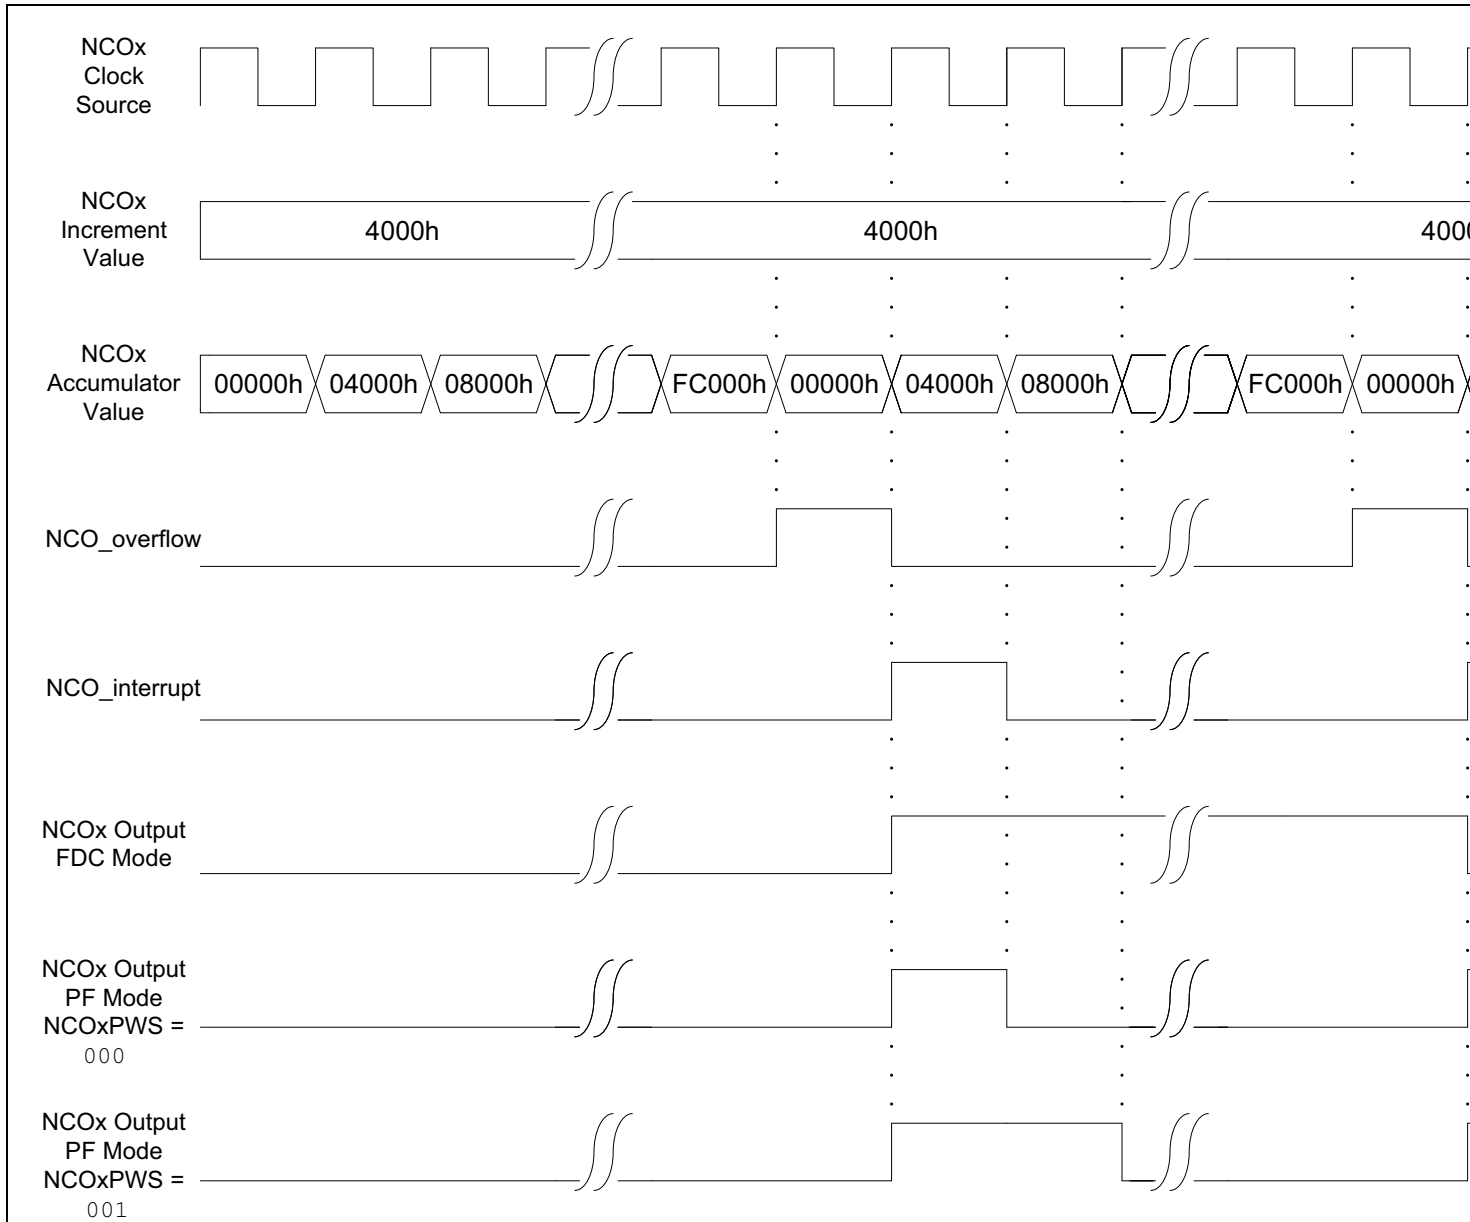 NCOx
Clock
Source
NCOx
Increment
Value
4000h
4000h
400
NCOx
Accumulator
Value
00000h
04000h
08000h
FC000h
00000h
04000h
08000h
FC000h
00000h
NCO_overflow
NCO_interrupt
NCOx Output
FDC Mode
NCOx Output
PF Mode
NCOxPWS =
000
NCOx Output
PF Mode
NCOxPWS =
001